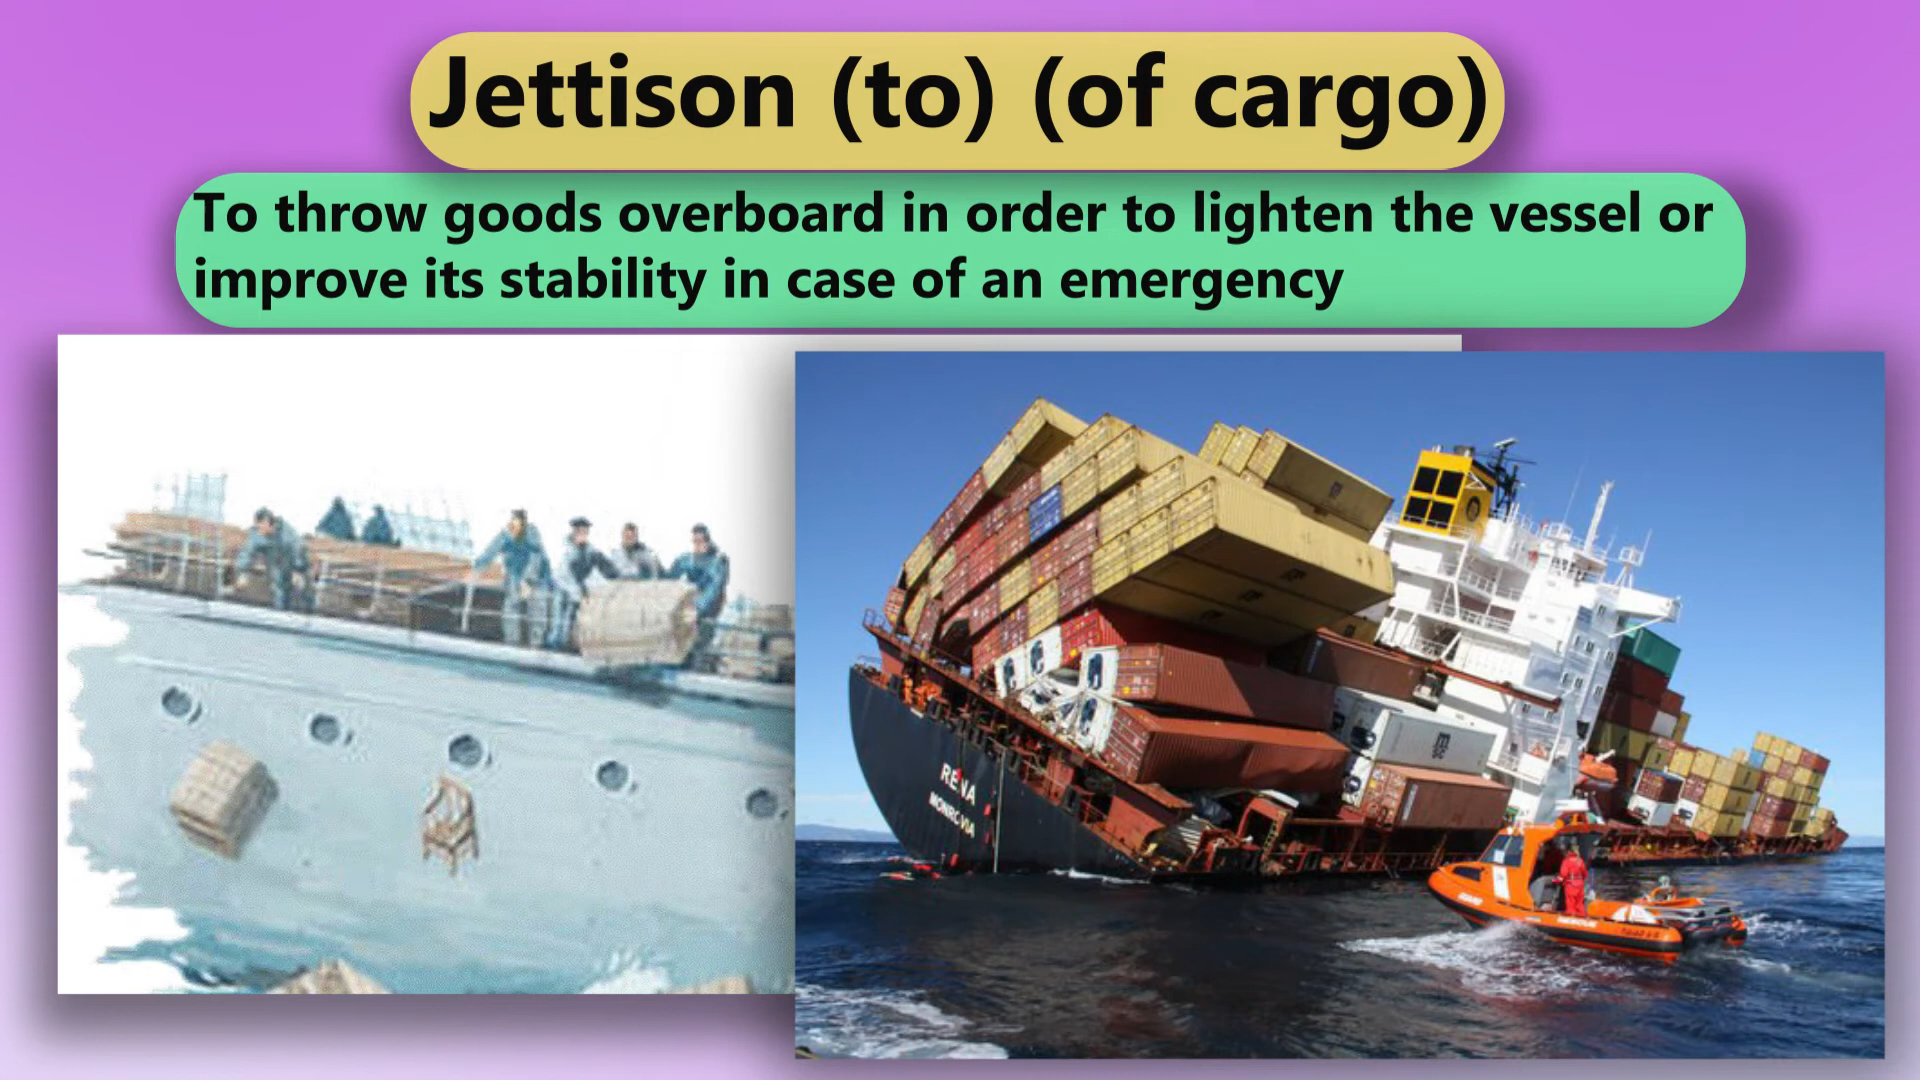 Jettison (to) (of cargo)
To throw goods overboard in order to lighten the vessel or
improve its stability in case of an emergency
RENA
MONROVIA